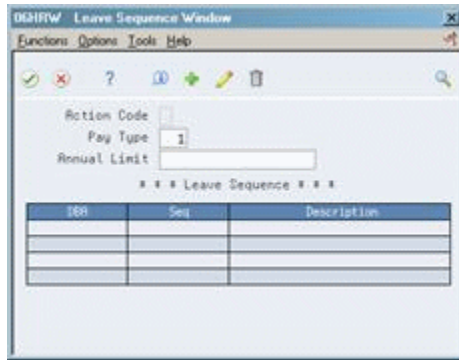 06HRW Leave Sequence Window
Functions Options Tools Help
?
Action Code
Pay Type 1
Annual Limit
* * * Leave Sequence * * *
DBA Seq Description